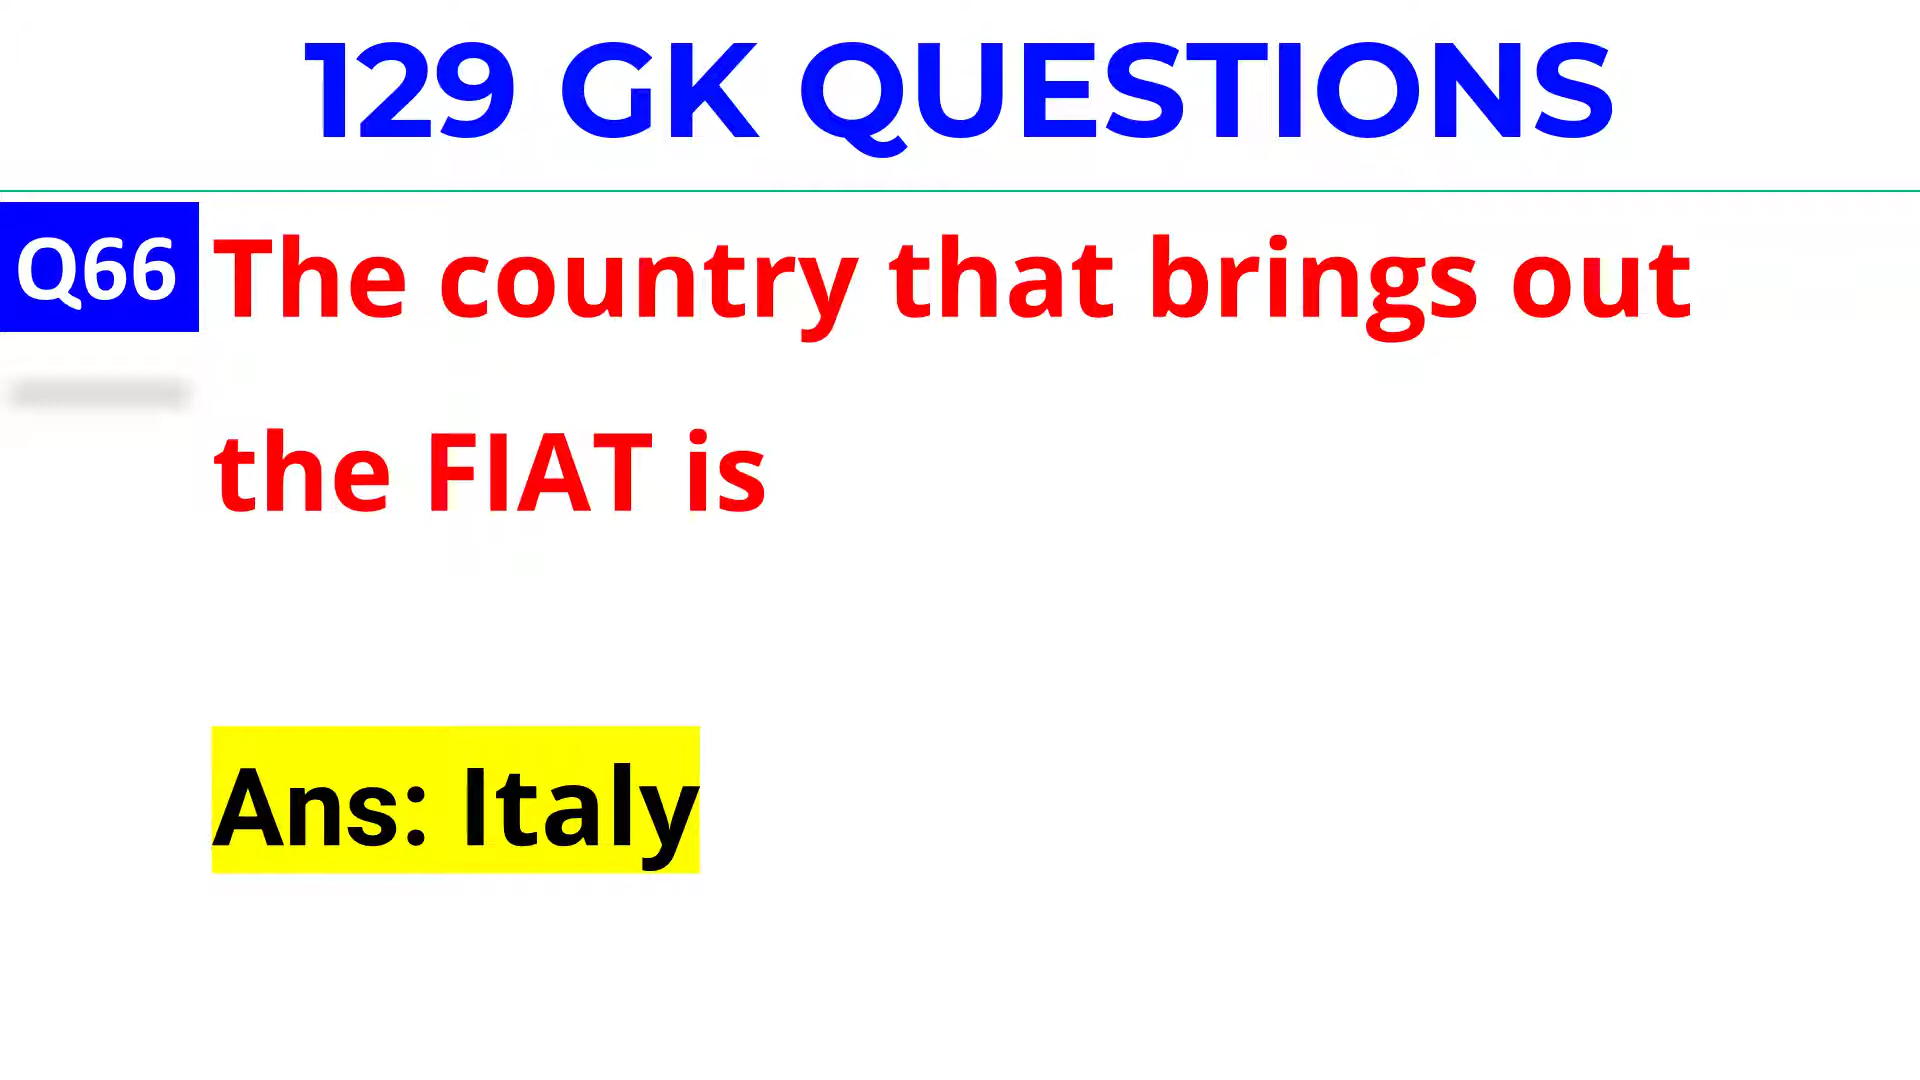 129 GK QUESTIONS
Q66 The country that brings out
the FIAT is
Ans: Italy